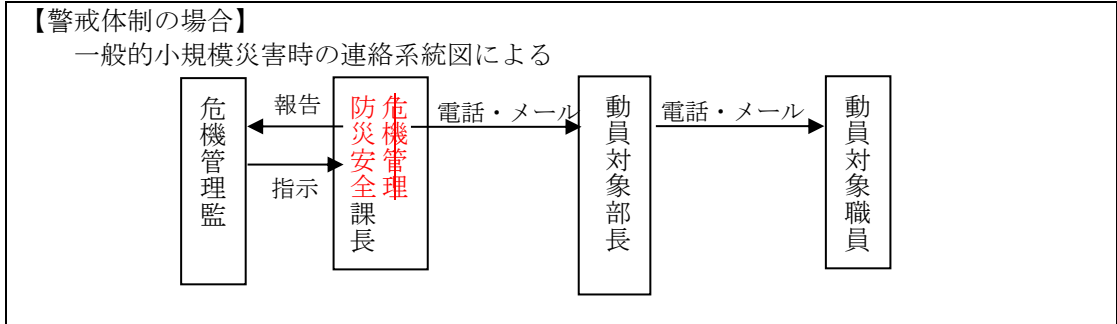 【警戒体制の場合】
一般的小規模災害時の連絡系統図による
危機管理監
報告
指示
危機管理
防災安全課長
電話・メール
動員対象部長
電話・メール
動員対象職員